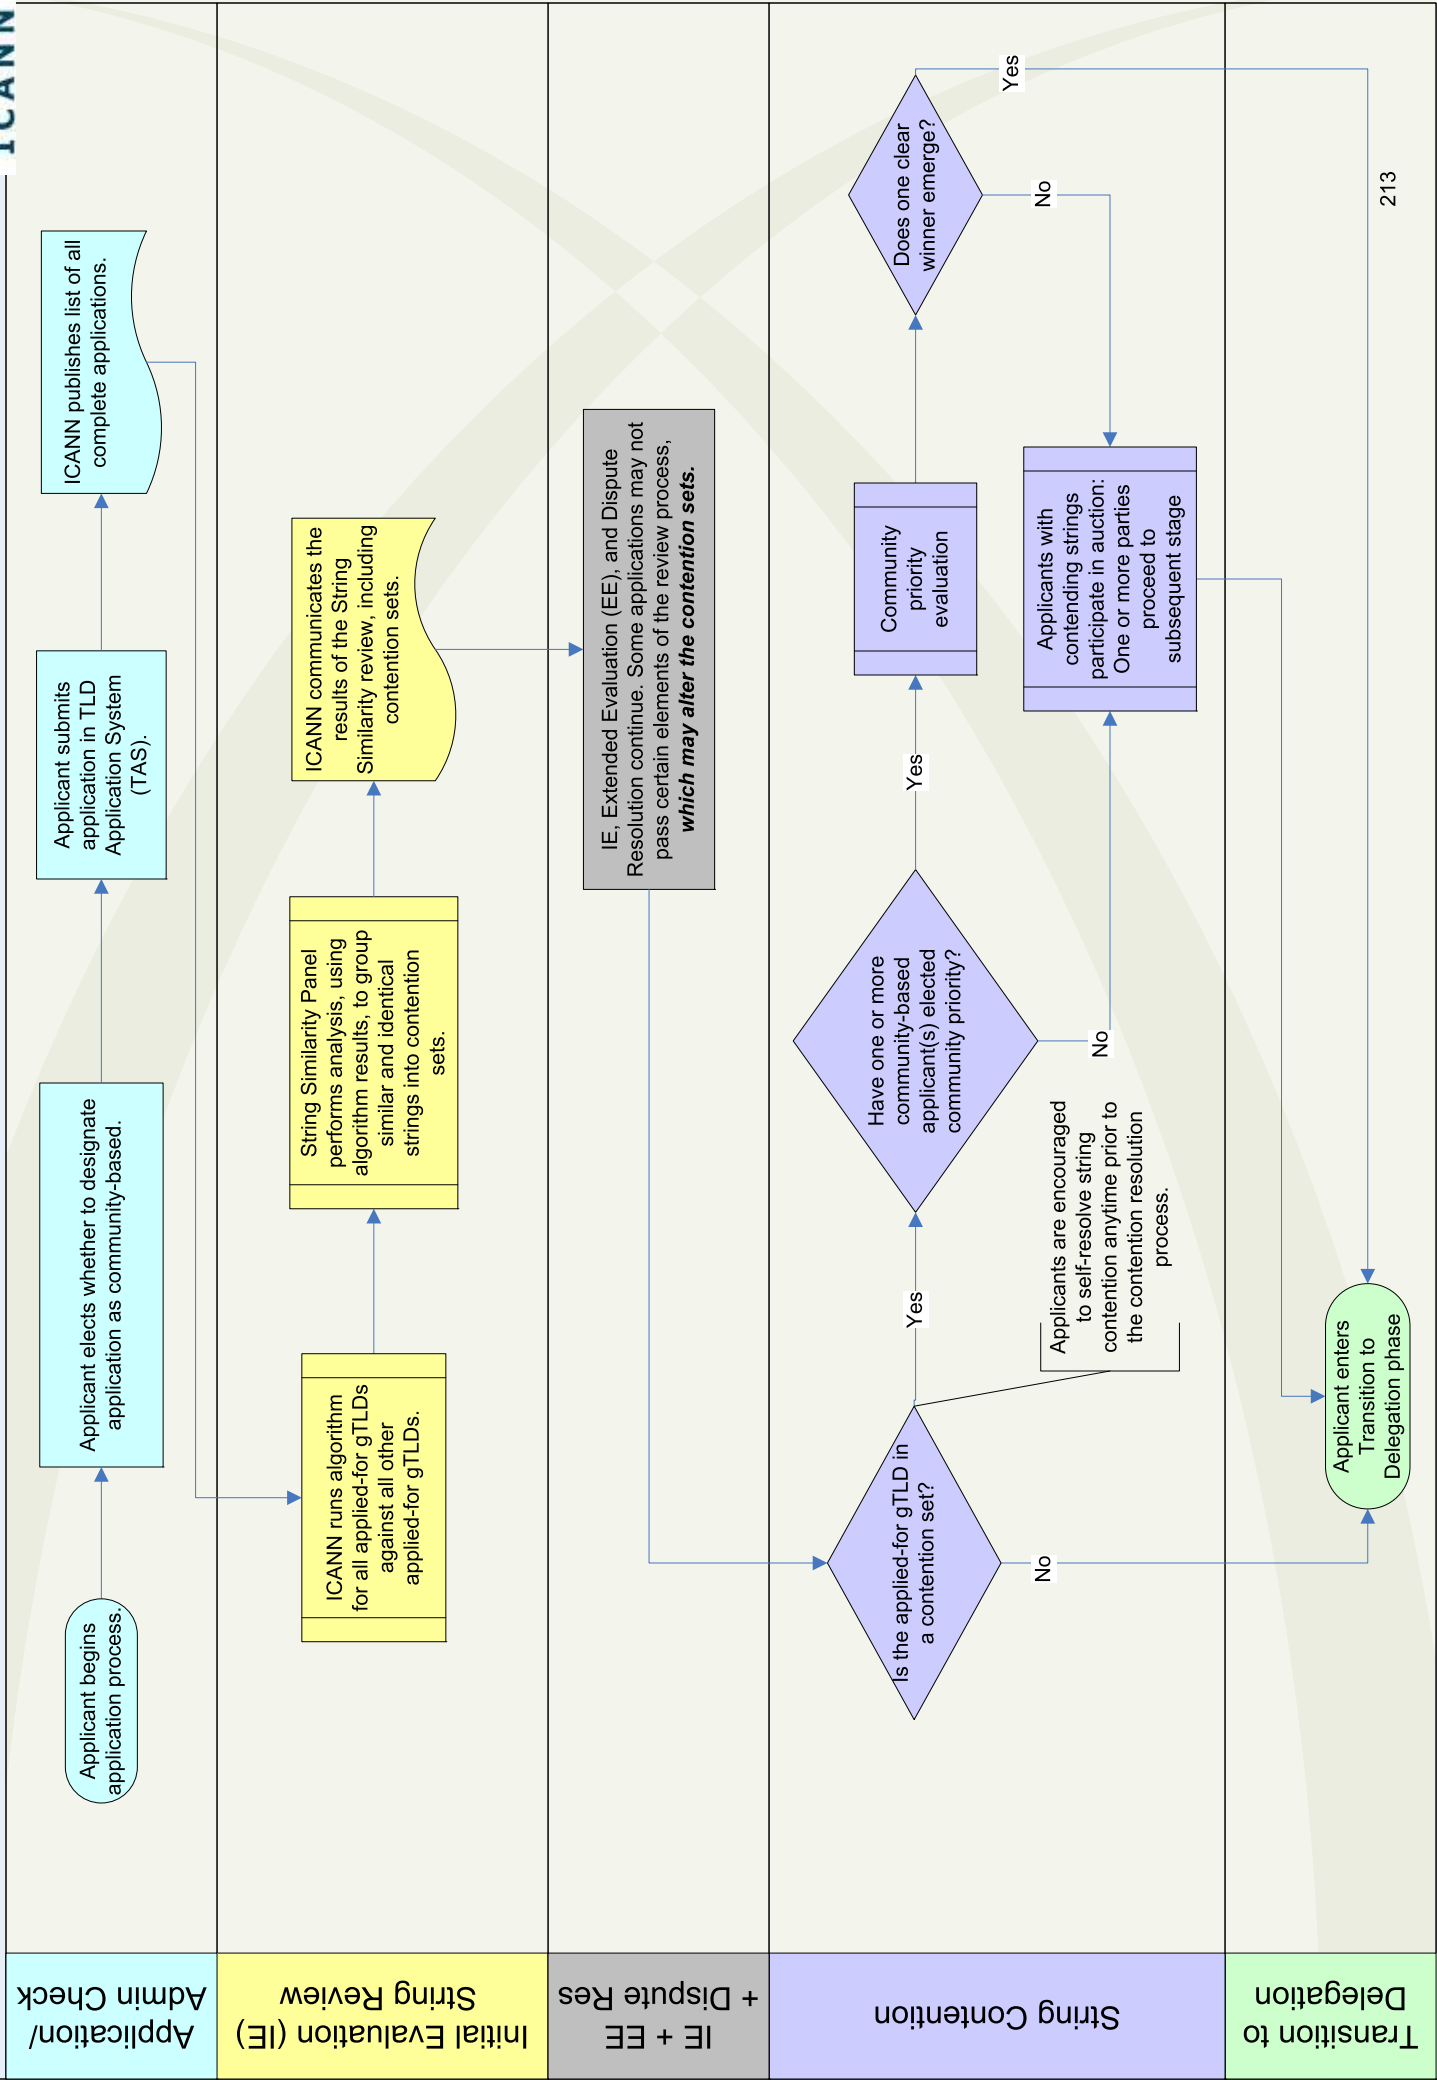 ICANN
Application/
Admin Check
Applicant begins
application process.
Applicant elects whether to designate
application as community-based.
Applicant submits
application in TLD
Application System
(TAS).
ICANN publishes list of all
complete applications.
Initial Evaluation (IE)
String Review
ICANN runs algorithm
for all applied-for gTLDs
against all other
applied-for gTLDs.
String Similarity Panel
performs analysis, using
algorithm results, to group
similar and identical
strings into contention
sets.
ICANN communicates the
results of the String
Similarity review, including
contention sets.
IE + EE
+ Dispute Res
IE, Extended Evaluation (EE), and Dispute
Resolution continue. Some applications may not
pass certain elements of the review process,
which may alter the contention sets.
String Contention
Is the applied-for gTLD in
a contention set?
Yes
No
Applicants are encouraged
to self-resolve string
contention anytime prior to
the contention resolution
process.
Have one or more
community-based
applicant(s) elected
community priority?
Yes
No
Community
priority
evaluation
Applicants with
contending strings
participate in auction:
One or more parties
proceed to
subsequent stage
Does one clear
winner emerge?
Yes
No
Transition to
Delegation
Applicant enters
Transition to
Delegation phase
213